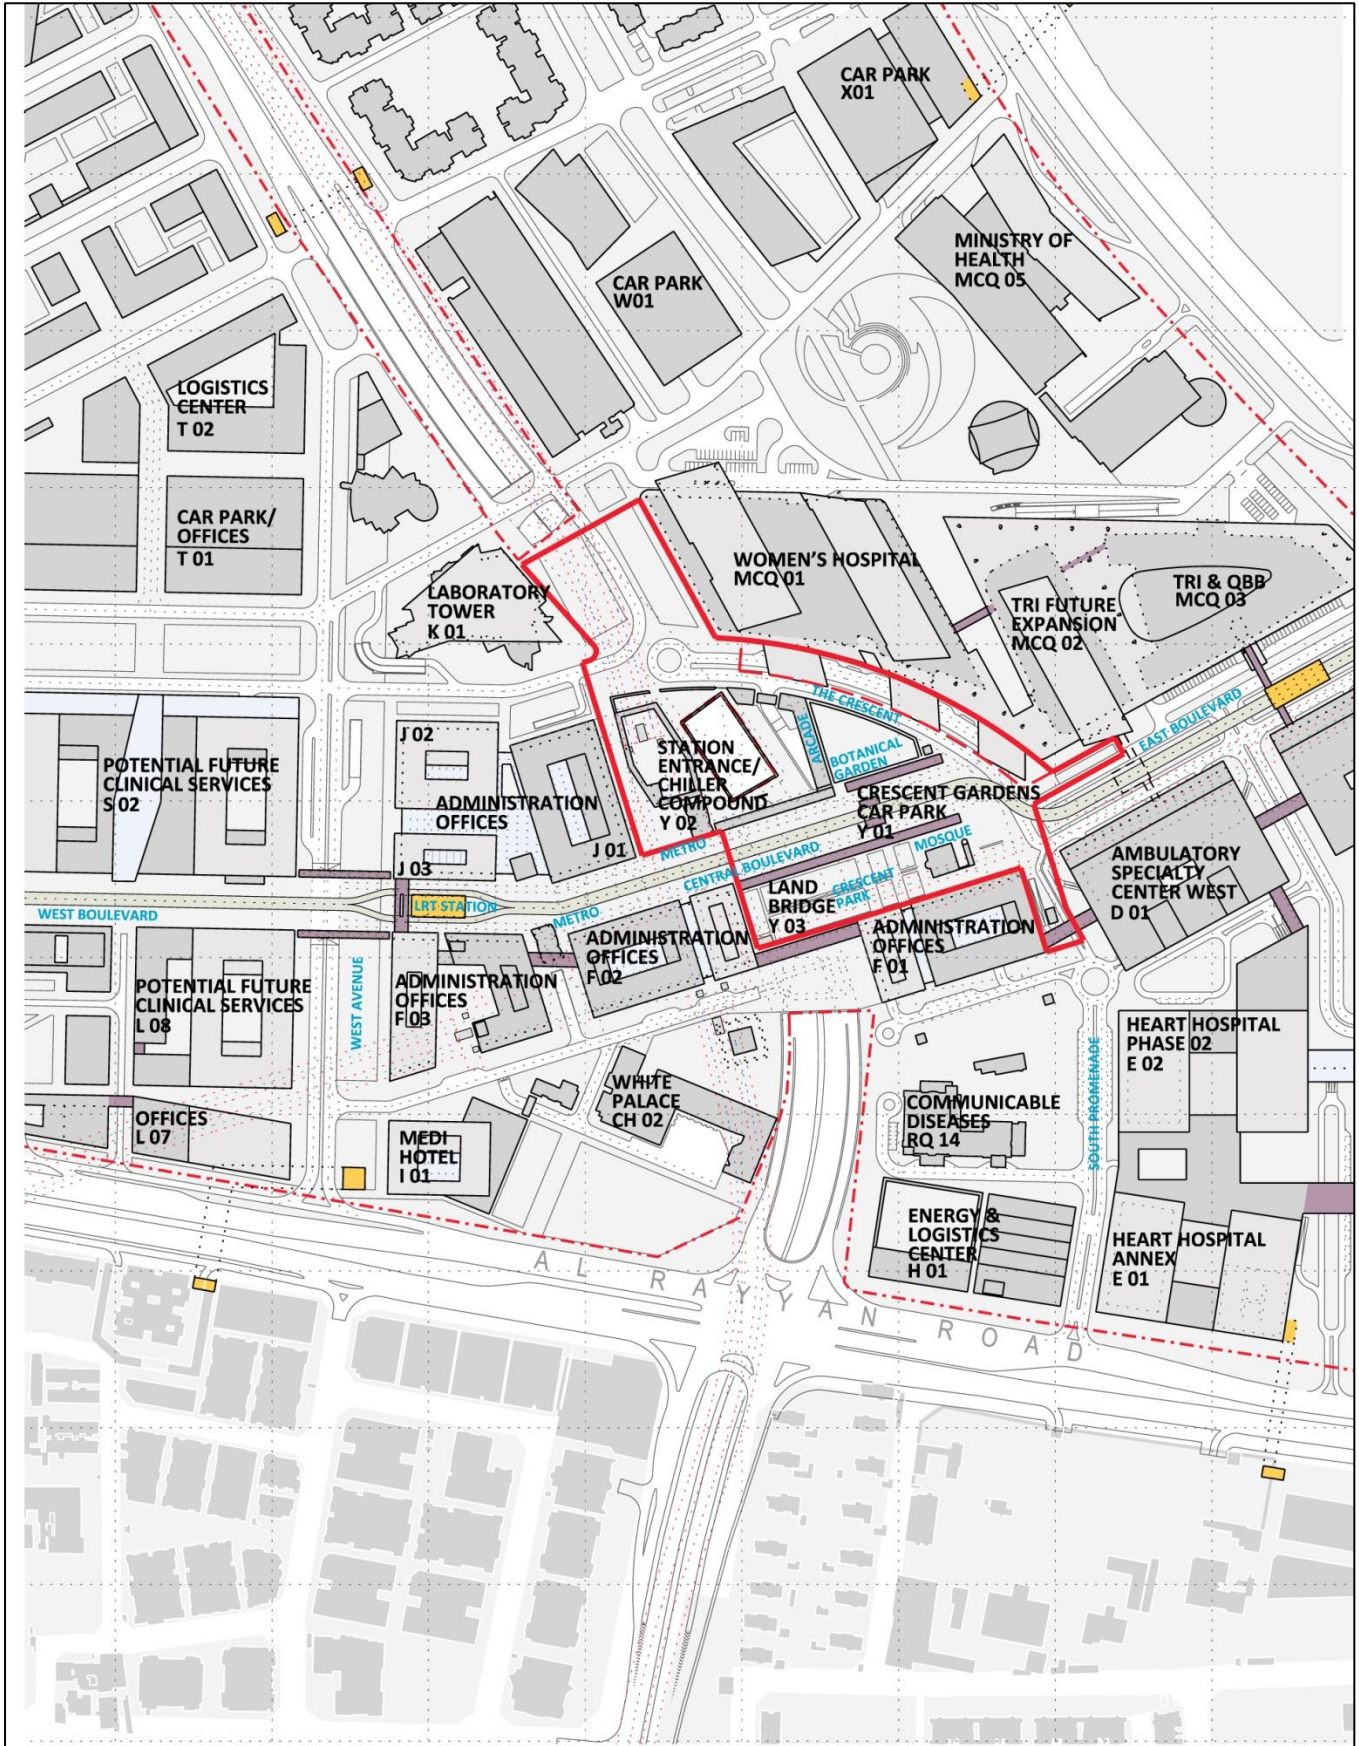 CAR PARK
X01
MINISTRY OF
HEALTH
MCQ 05
CAR PARK
W01
LOGISTICS
CENTER
T 02
CAR PARK/
OFFICES
T 01
WOMEN'S HOSPITAL
MCQ 01
LABORATORY
TOWER
K 01
TRI FUTURE
EXPANSION
MCQ 02
TRI & QBB
MCQ 03
THE CRESCENT
EAST BOULEVARD
ARCADE
BOTANICAL
GARDEN
STATION
ENTRANCE/
CHILLER
COMPOUND
Y 02
POTENTIAL FUTURE
CLINICAL SERVICES
S 02
J 02
ADMINISTRATION
OFFICES
J 01
J 03
CRESCENT GARDENS
CAR PARK
Y 01
METRO
CENTRAL BOULEVARD
MOSQUE
CRESCENT
PARK
LAND
BRIDGE
Y 03
AMBULATORY
SPECIALTY
CENTER WEST
D 01
WEST BOULEVARD
LRT STATION
METRO
ADMINISTRATION
OFFICES
F 02
ADMINISTRATION
OFFICES
F 01
POTENTIAL FUTURE
CLINICAL SERVICES
L 08
WEST AVENUE
ADMINISTRATION
OFFICES
F 03
HEART HOSPITAL
PHASE 02
E 02
SOUTH PROMENADE
WHITE
PALACE
CH 02
COMMUNICABLE
DISEASES
RQ 14
OFFICES
L 07
MEDI
HOTEL
I 01
ENERGY &
LOGISTICS
CENTER
H 01
HEART HOSPITAL
ANNEX
E 01
AL RAYYAN ROAD